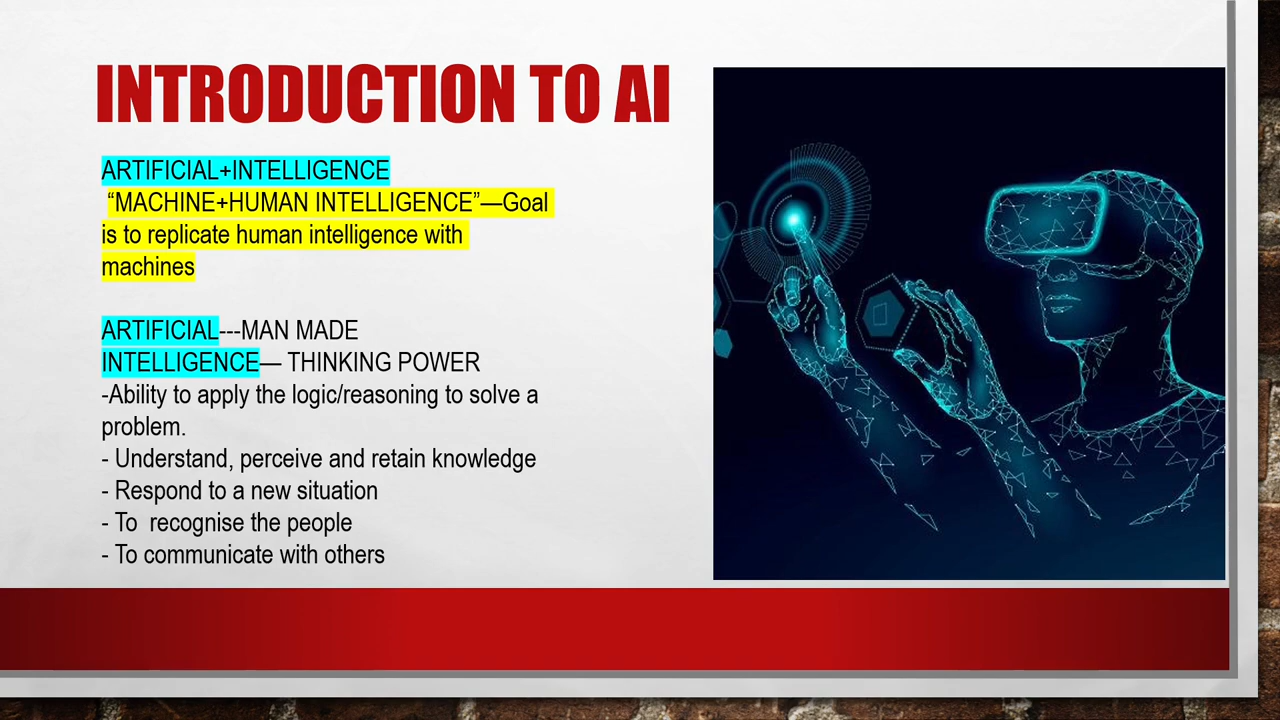 INTRODUCTION TO AI
ARTIFICIAL+INTELLIGENCE
“MACHINE+HUMAN INTELLIGENCE”—Goal
is to replicate human intelligence with
machines
ARTIFICIAL---MAN MADE
INTELLIGENCE— THINKING POWER
-Ability to apply the logic/reasoning to solve a
problem.
- Understand, perceive and retain knowledge
- Respond to a new situation
- To  recognise the people
- To communicate with others